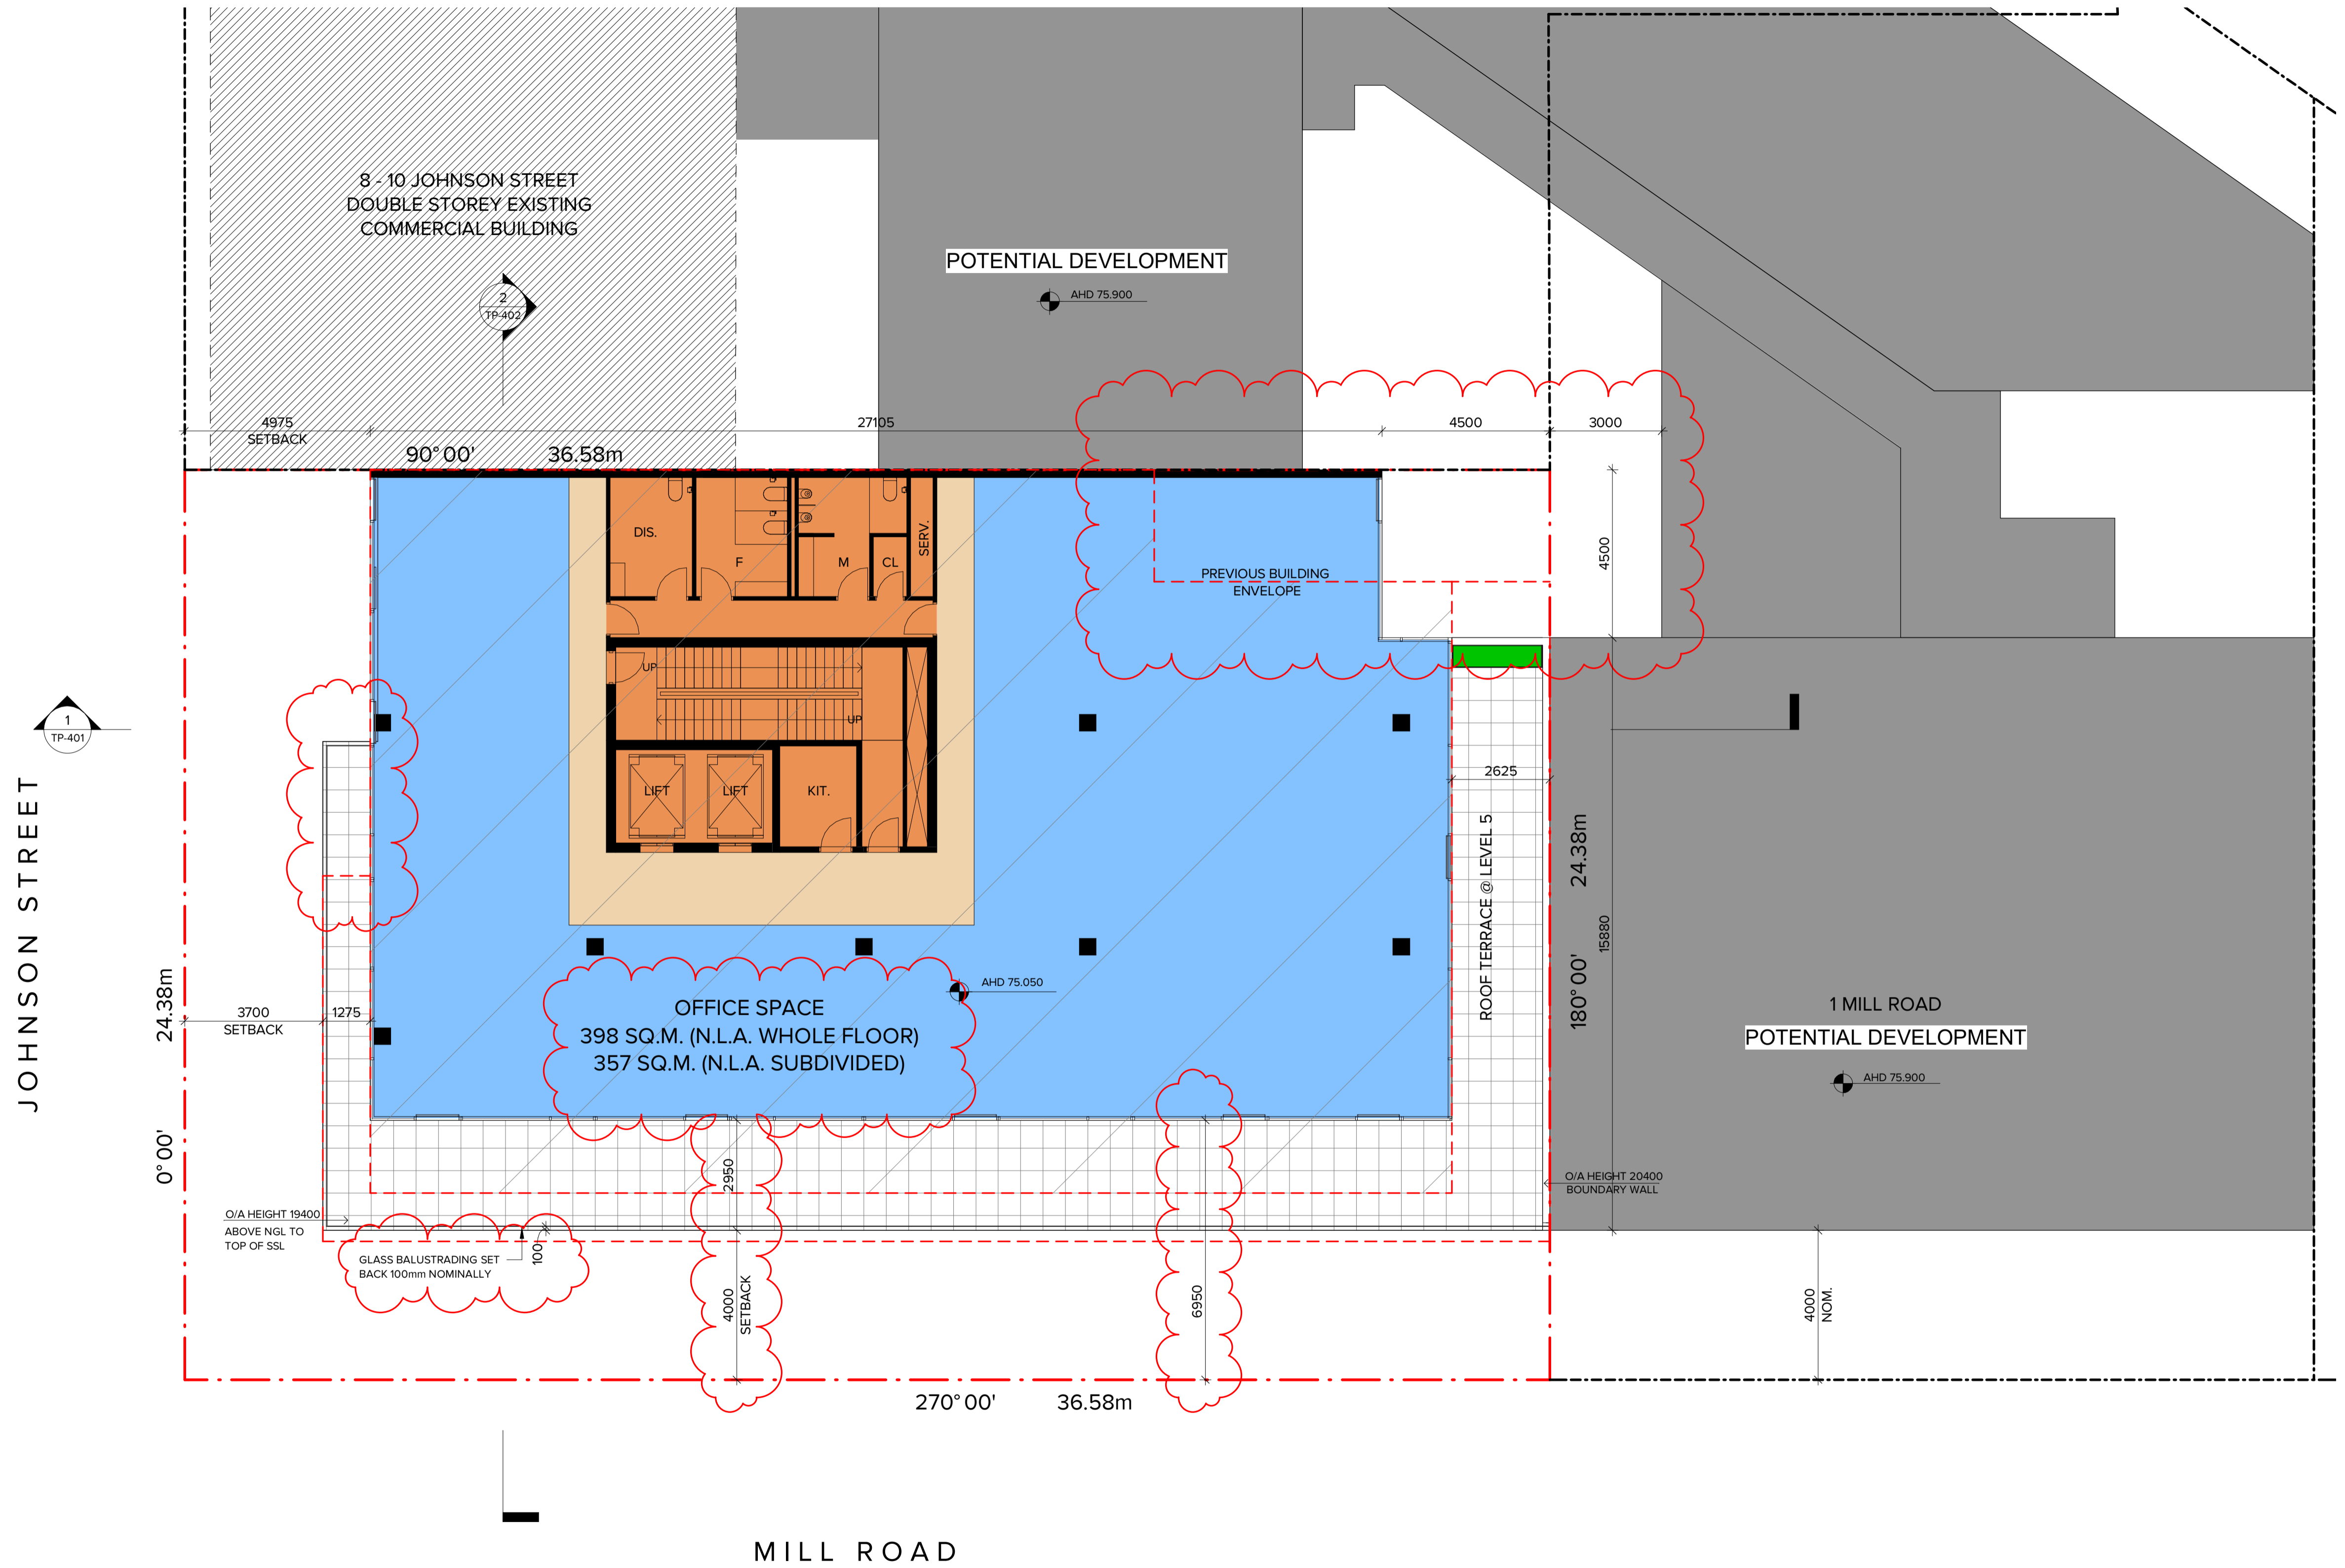 8 - 10 JOHNSON STREET
DOUBLE STOREY EXISTING
COMMERCIAL BUILDING
2
TP-402
POTENTIAL DEVELOPMENT
AHD 75.900
4975
SETBACK
27105
4500
3000
90° 00' 36.58m
DIS.
F
M
CL
SERV.
PREVIOUS BUILDING
ENVELOPE
4500
UP
UP
1
TP-401
LIFT
LIFT
KIT.
2625
JOHNSON STREET
24.38m
0° 00'
ROOF TERRACE @ LEVEL 5
24.38m
180° 00'
15880
AHD 75.050
OFFICE SPACE
398 SQ.M. (N.L.A. WHOLE FLOOR)
357 SQ.M. (N.L.A. SUBDIVIDED)
3700
SETBACK
1275
1 MILL ROAD
POTENTIAL DEVELOPMENT
AHD 75.900
2950
O/A HEIGHT 20400
BOUNDARY WALL
O/A HEIGHT 19400
ABOVE NGL TO
TOP OF SSL
GLASS BALUSTRADING SET
BACK 100mm NOMINALLY
100
4000
SETBACK
6950
4000
NOM.
270° 00' 36.58m
MILL ROAD